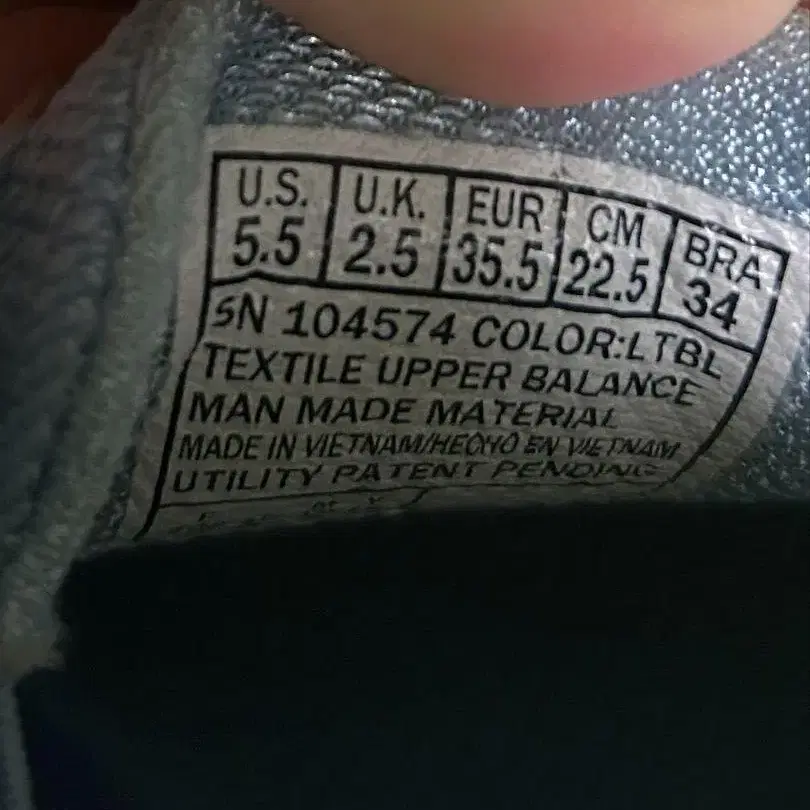 U.S. U.K. EUR CM BRA
5.5 2.5 35.5 22.5 34
SN 104574 COLOR:LTBL
TEXTILE UPPER BALANCE
MAN MADE MATERIAL
MADE IN VIETNAM/HECHO EN VIETNAM
UTILITY PATENT PENDING